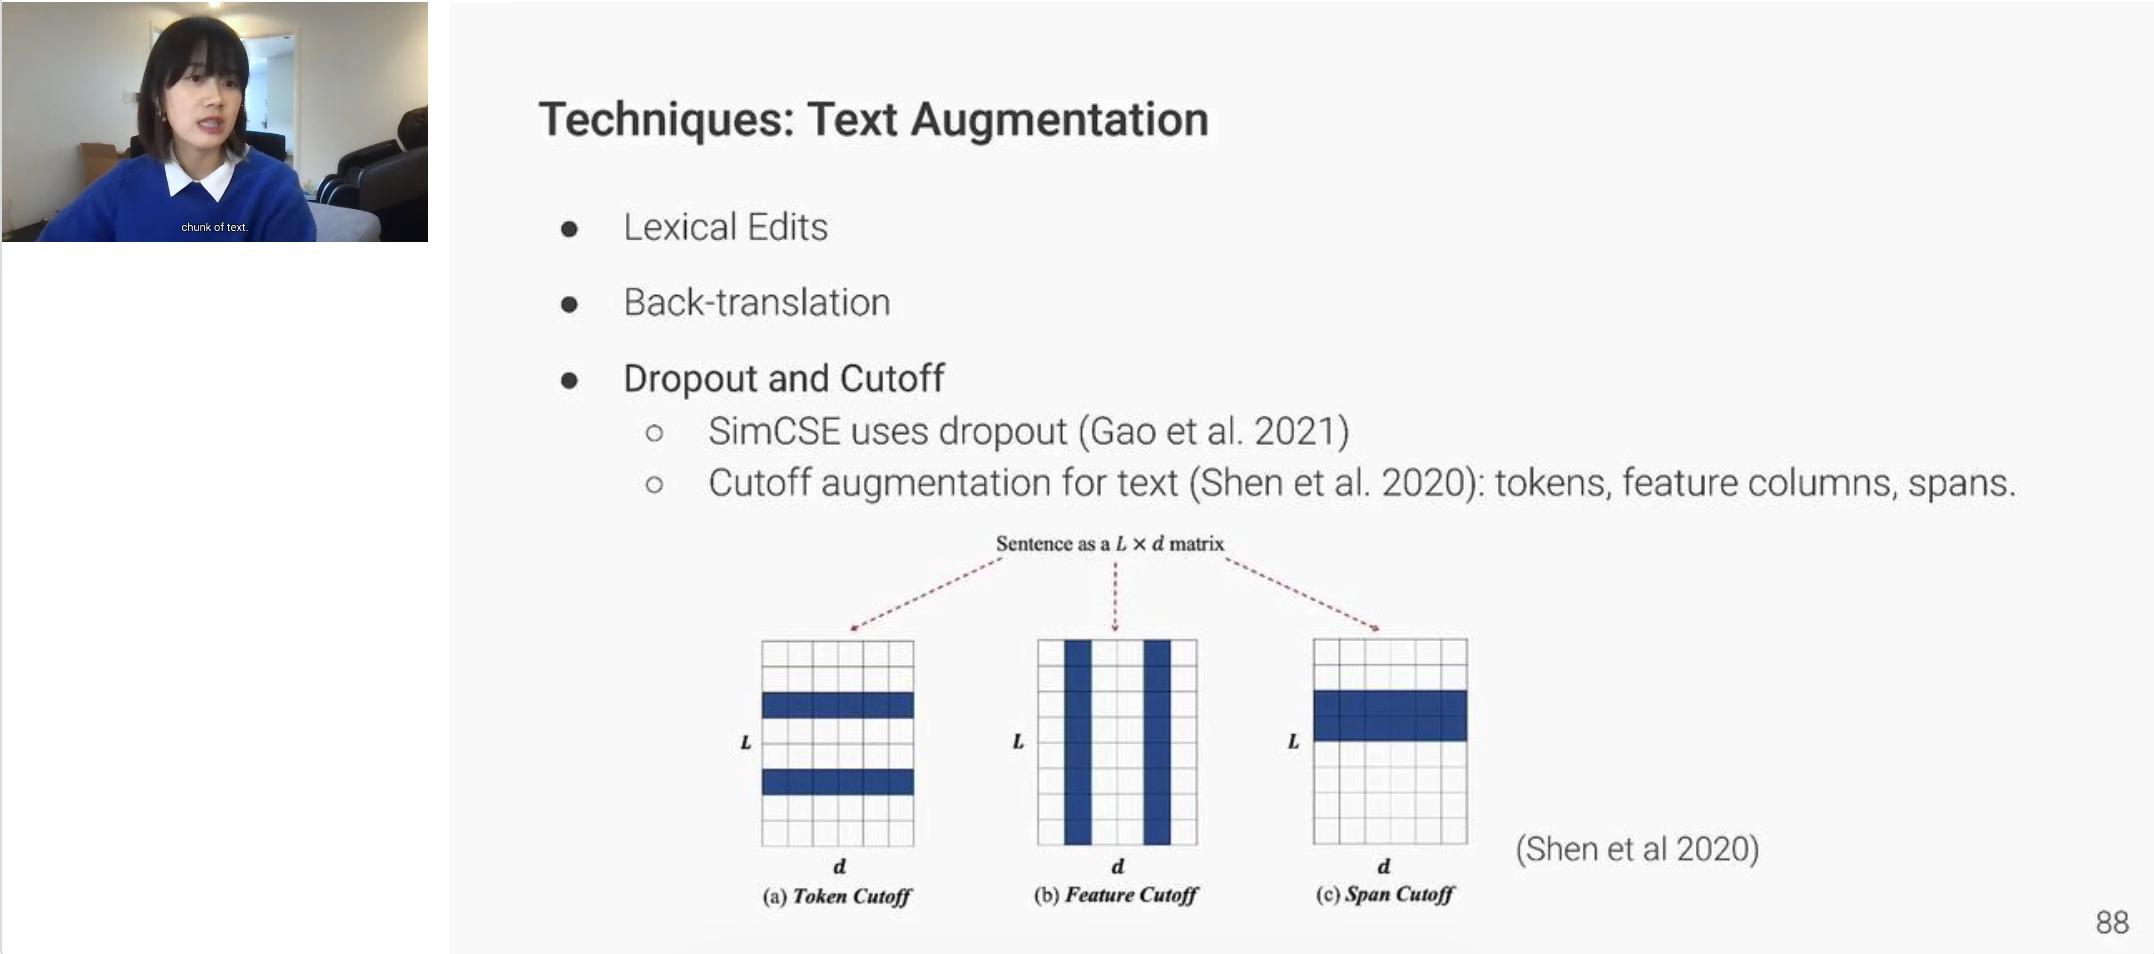 chunk of text.
Techniques: Text Augmentation
● Lexical Edits
● Back-translation
● Dropout and Cutoff
○ SimCSE uses dropout (Gao et al. 2021)
○ Cutoff augmentation for text (Shen et al. 2020): tokens, feature columns, spans.
Sentence as a L × d matrix
L L L
d d d
(a) Token Cutoff (b) Feature Cutoff (c) Span Cutoff
(Shen et al 2020)
88